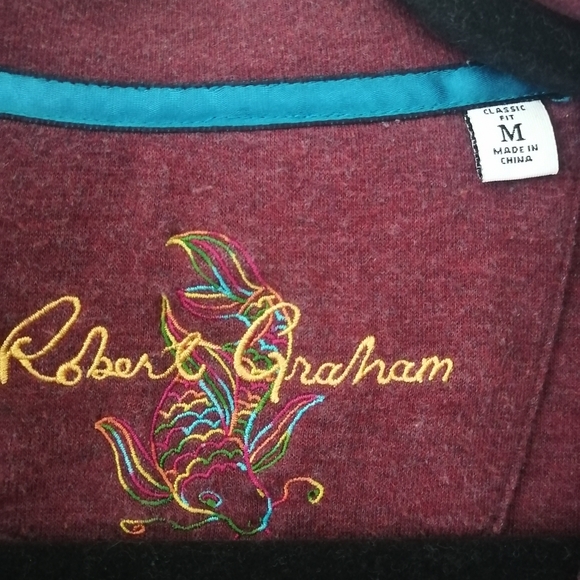 CLASSIC
FIT
M
MADE IN
CHINA
Robert Graham